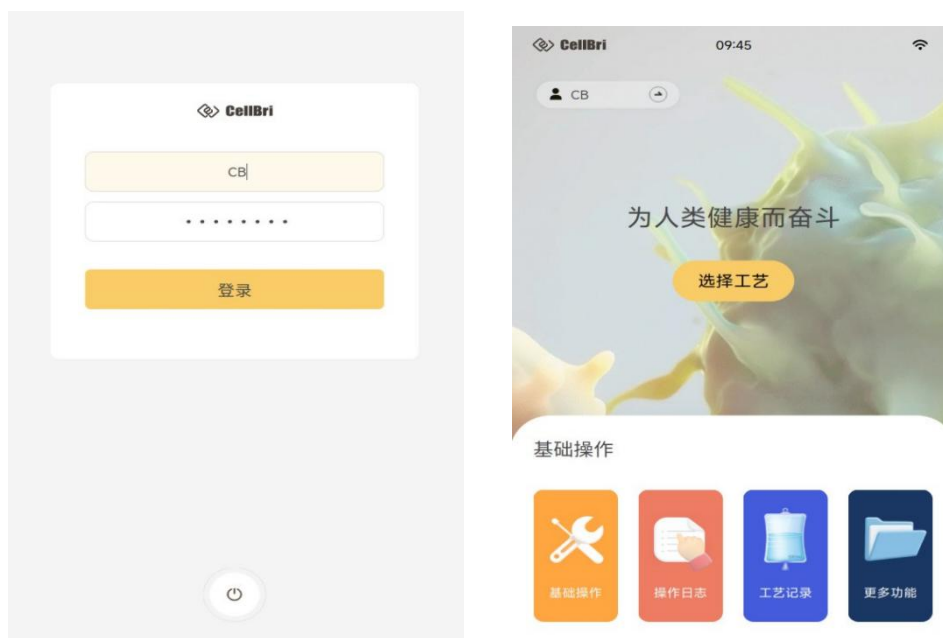 CellBri
CB
••••••••
登录
CellBri
09:45
CB
为人类健康而奋斗
选择工艺
基础操作
基础操作
操作日志
工艺记录
更多功能